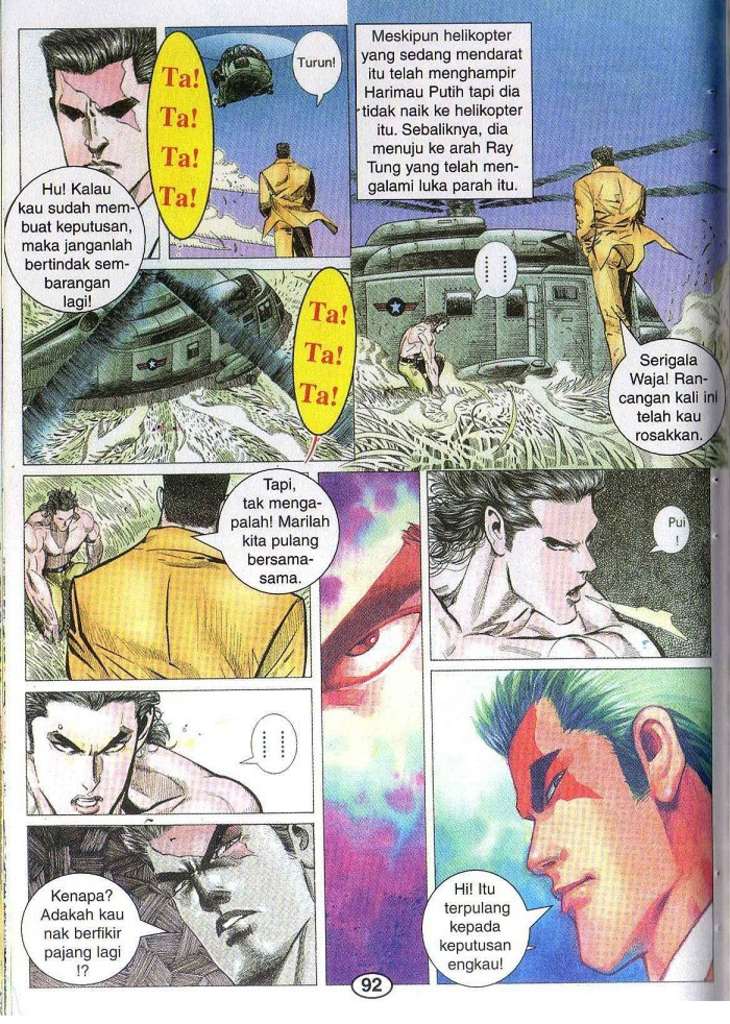 Hu! Kalau
kau sudah mem-
buat keputusan,
maka janganlah
bertindak sem-
barangan
lagi!
Ta!
Ta!
Ta!
Ta!
Turun!
Meskipun helikopter
yang sedang mendarat
itu telah menghampir
Harimau Putih tapi dia
tidak naik ke helikopter
itu. Sebaliknya, dia
menuju ke arah Ray
Tung yang telah men-
galami luka parah itu.
Ta!
Ta!
Ta!
Serigala
Waja! Ran-
cangan kali ini
telah kau
rosakkan.
Tapi,
tak menga-
palah! Marilah
kita pulang
bersama-
sama.
Pui
!
Kenapa?
Adakah kau
nak berfikir
pajang lagi
!?
Hi! Itu
terpulang
kepada
keputusan
engkau!
92